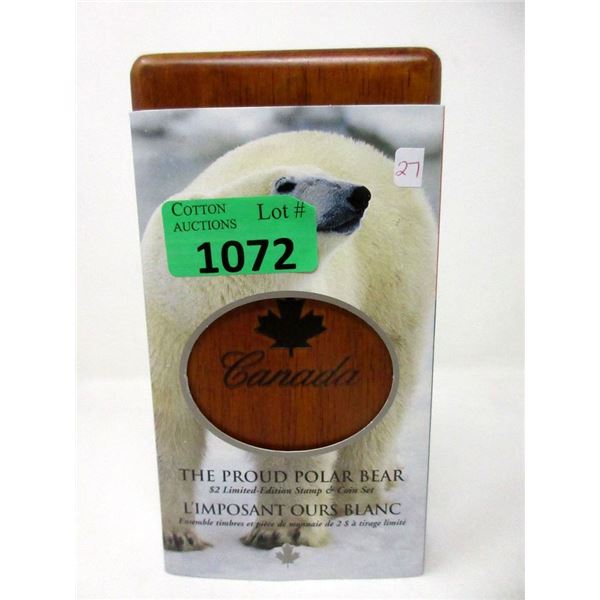 27
COTTON Lot #
AUCTIONS
1072
Canada
THE PROUD POLAR BEAR
$2 Limited-Edition Stamp & Coin Set
L'IMPOSANT OURS BLANC
Ensemble timbres et pièce de monnaie de 2 $ à tirage limité